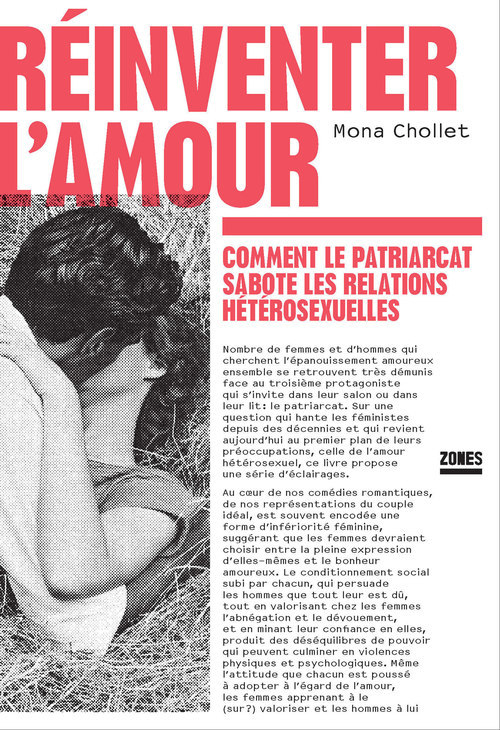 RÉINVENTER
L'AMOUR
Mona Chollet
COMMENT LE PATRIARCAT
SABOTE LES RELATIONS
HÉTÉROSEXUELLES
Nombre de femmes et d'hommes qui
cherchent l'épanouissement amoureux
ensemble se retrouvent très démunis
face au troisième protagoniste
qui s'invite dans leur salon ou dans
leur lit : le patriarcat. Sur une
question qui hante les féministes
depuis des décennies et qui revient
aujourd'hui au premier plan de leurs
préoccupations, celle de l'amour
hétérosexuel, ce livre propose
une série d'éclairages.
ZONES
Au cœur de nos comédies romantiques,
de nos représentations du couple
idéal, est souvent encodée une
forme d'infériorité féminine,
suggérant que les femmes devraient
choisir entre la pleine expression
d'elles-mêmes et le bonheur
amoureux. Le conditionnement social
subi par chacun, qui persuade
les hommes que tout leur est dû,
tout en valorisant chez les femmes
l'abnégation et le dévouement,
et en minant leur confiance en elles,
produit des déséquilibres de pouvoir
qui peuvent culminer en violences
physiques et psychologiques. Même
l'attitude que chacun est poussé
à adopter à l'égard de l'amour,
les femmes apprenant à le
(sur?) valoriser et les hommes à lui